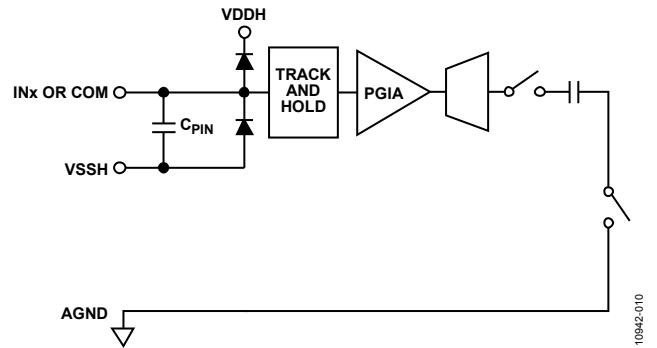 VDDH
INx OR COM
TRACK
AND
HOLD
PGIA
CPIN
VSSH
AGND
10942-010